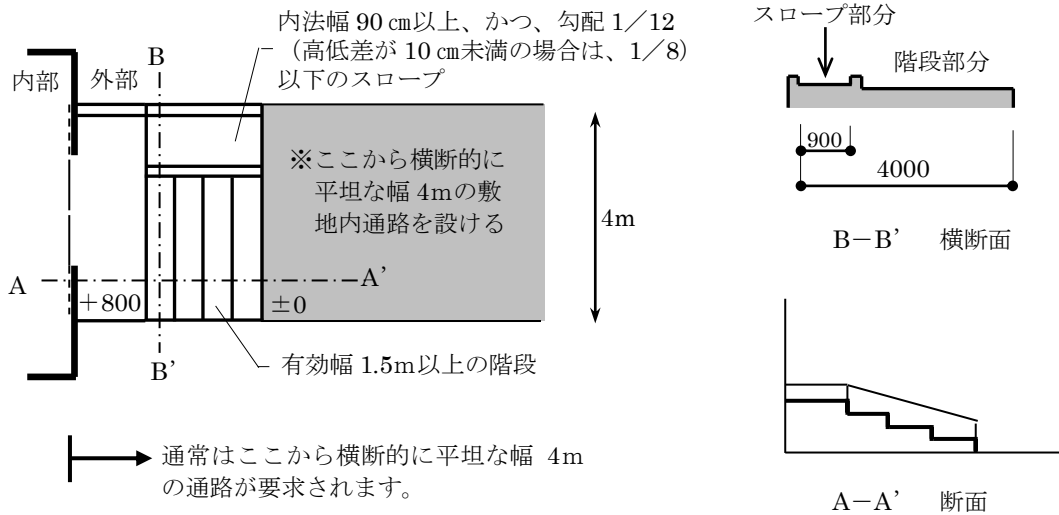 内法幅 90 ㎝以上、かつ、勾配 1／12
（高低差が 10 ㎝未満の場合は、1／8）
以下のスロープ
B
内部
外部
※ここから横断的に
平坦な幅 4mの敷
地内通路を設ける
4m
A
A’
＋800
±0
B’
有効幅 1.5m以上の階段
通常はここから横断的に平坦な幅 4m
の通路が要求されます。
スロープ部分
階段部分
900
4000
B－B’ 横断面
A－A’ 断面